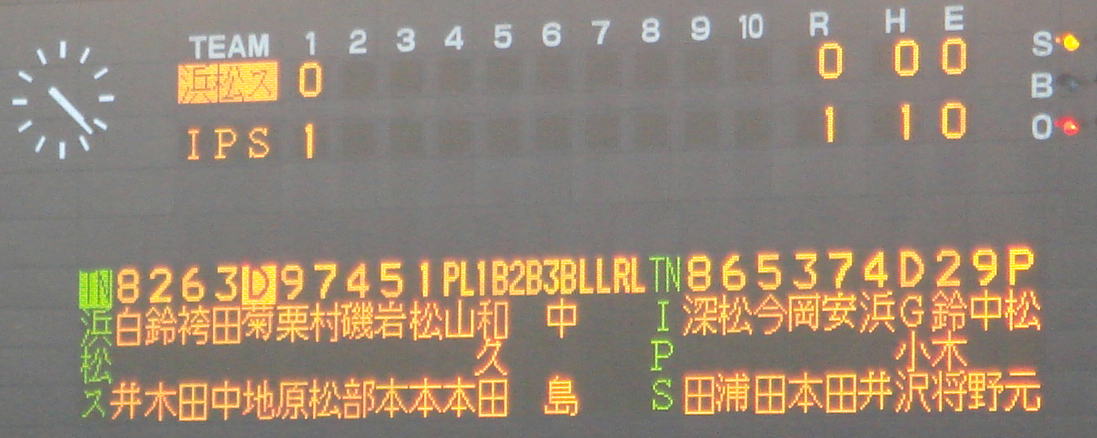 TEAM 1 2 3 4 5 6 7 8 9 10 R H E
浜松ス 0 0 0 0
IPS 1 1 1 0
S
B
O
TN 8 2 6 3 D 9 7 4 5 1 PL 1B 2B 3B LL RL TN 8 6 5 3 7 4 D 2 9 P
浜松ス 白井 鈴木 袴田 田中 菊地 栗原 村松 磯部 岩本 松本 山本 和久田 中島
IPS 深田 松浦 今田 岡本 安田 浜井 G小沢 鈴木将 中野 松元